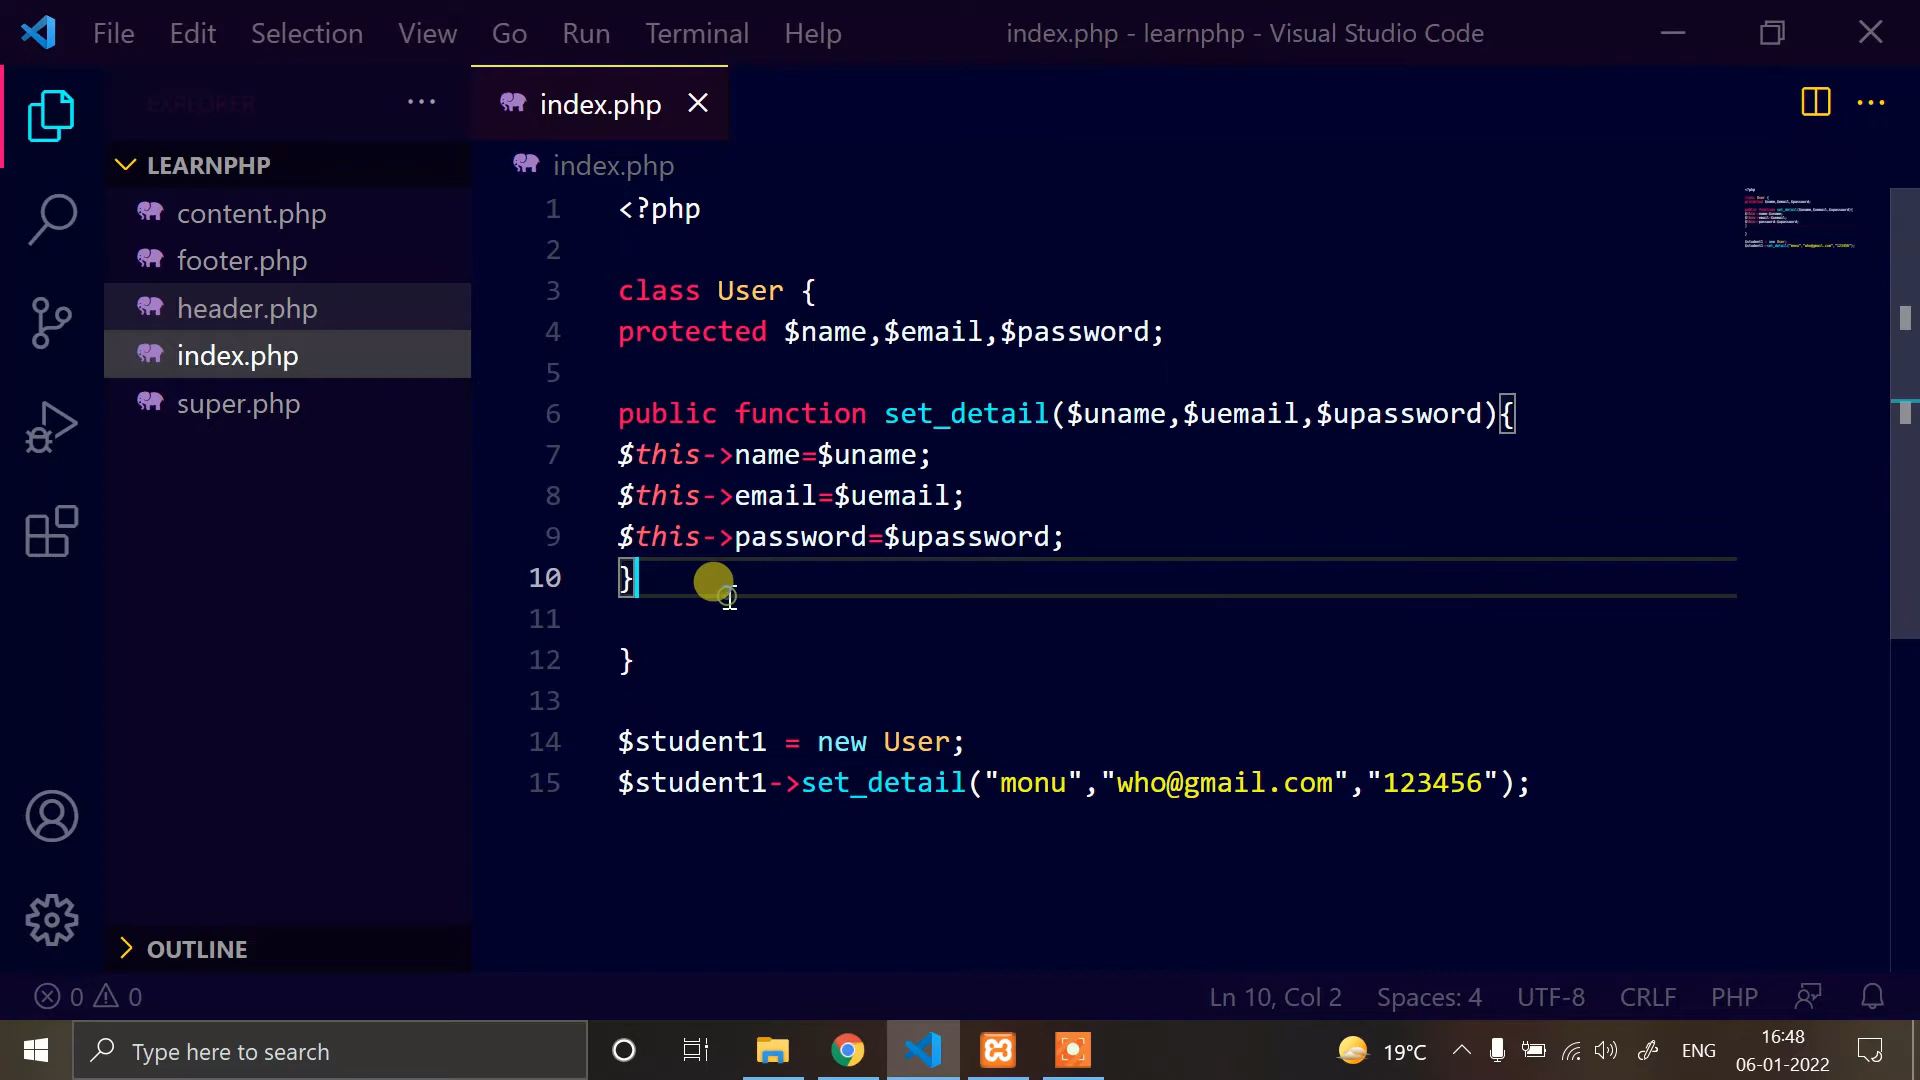 File Edit Selection View Go Run Terminal Help index.php - learnphp - Visual Studio Code
EXPLORER
index.php
LEARNPHP
content.php
footer.php
header.php
index.php
super.php
OUTLINE
index.php
1 <?php
2
3 class User {
4 protected $name,$email,$password;
5
6 public function set_detail($uname,$uemail,$upassword){
7 $this->name=$uname;
8 $this->email=$uemail;
9 $this->password=$upassword;
10 }
11
12 }
13
14 $student1 = new User;
15 $student1->set_detail("monu","who@gmail.com","123456");
0 0 Ln 10, Col 2 Spaces: 4 UTF-8 CRLF PHP
Type here to search 19°C ENG 16:48
06-01-2022